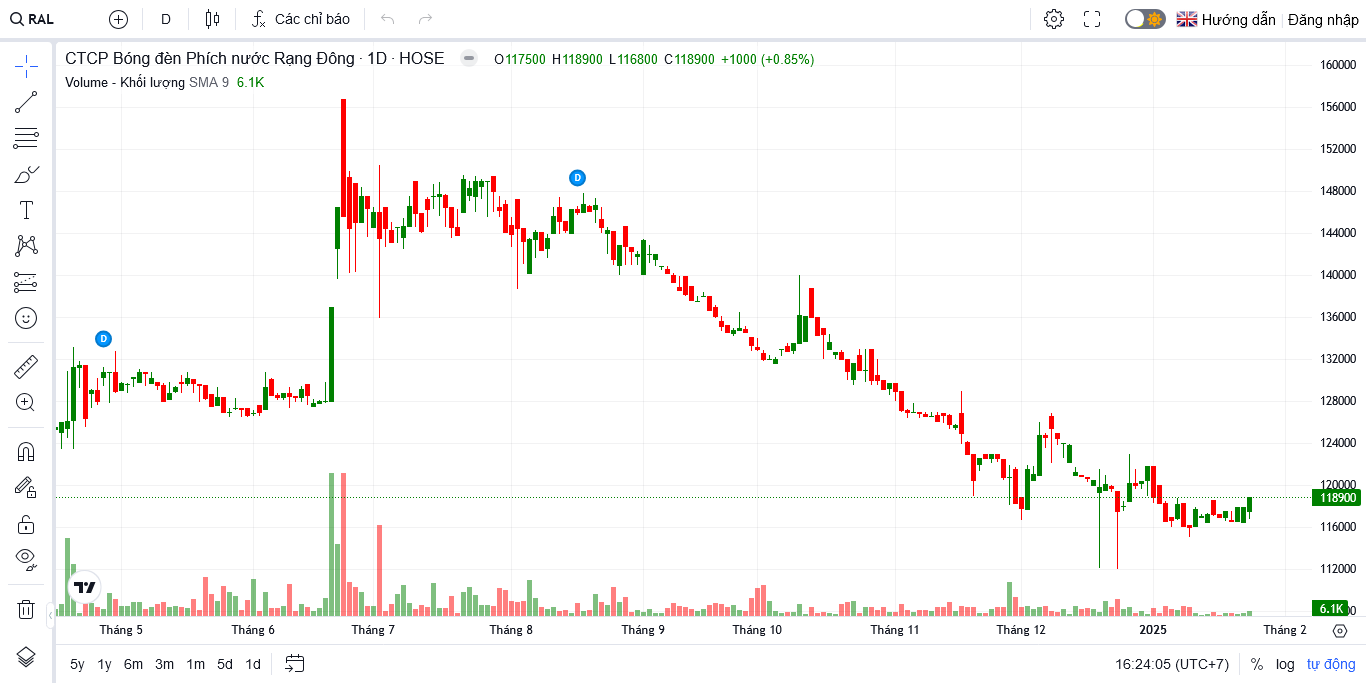 RAL D Các chỉ báo Hướng dẫn Đăng nhập
CTCP Bóng đèn Phích nước Rạng Đông · 1D · HOSE O117500 H118900 L116800 C118900 +1000 (+0.85%)
Volume - Khối lượng SMA 9 6.1K
160000
156000
152000
148000
144000
140000
136000
132000
128000
124000
120000
118900
116000
112000
6.1K
D
D
Tháng 5 Tháng 6 Tháng 7 Tháng 8 Tháng 9 Tháng 10 Tháng 11 Tháng 12 2025 Tháng 2
5y 1y 6m 3m 1m 5d 1d 16:24:05 (UTC+7) % log tự động